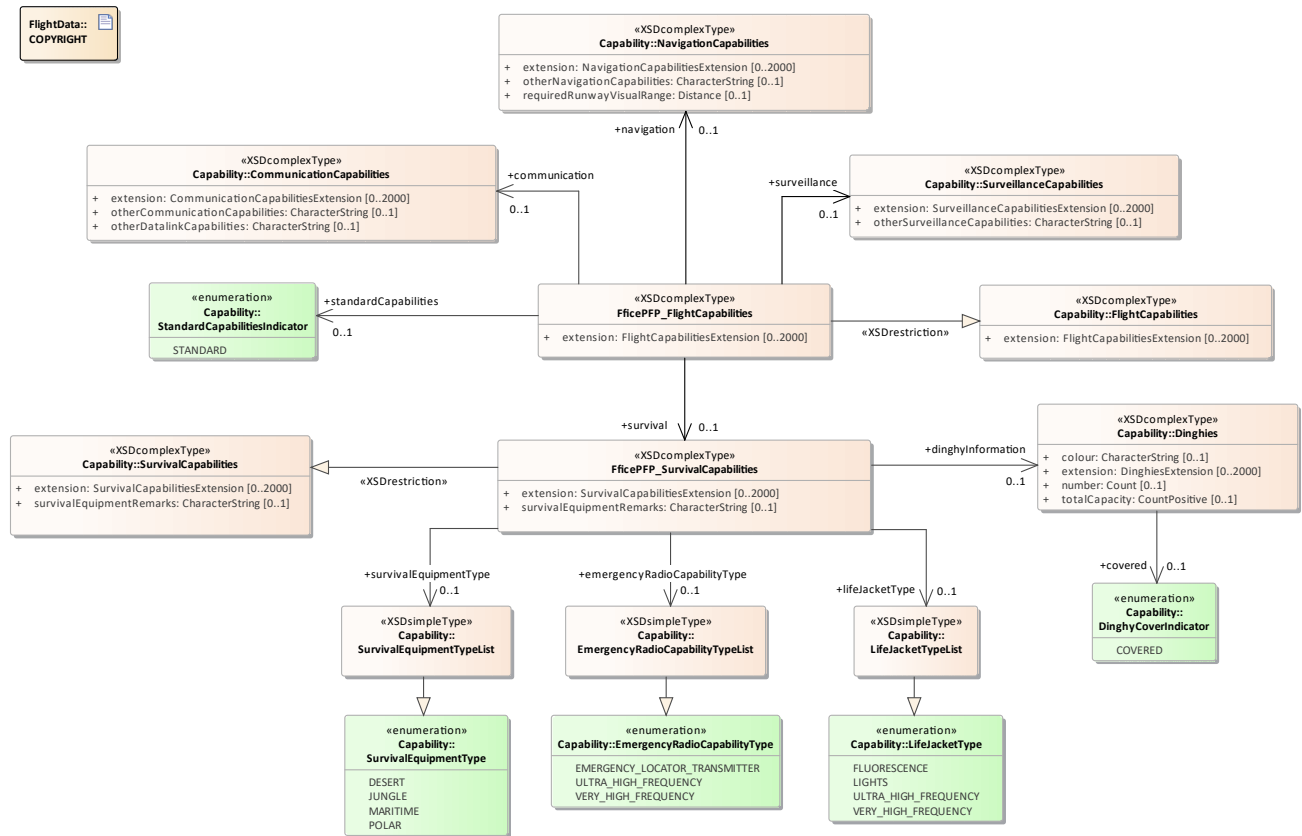 FlightData::
COPYRIGHT
«XSDcomplexType»
Capability::NavigationCapabilities
+ extension: NavigationCapabilitiesExtension [0..2000]
+ otherNavigationCapabilities: CharacterString [0..1]
+ requiredRunwayVisualRange: Distance [0..1]
+navigation 0..1
«XSDcomplexType»
Capability::CommunicationCapabilities
+ extension: CommunicationCapabilitiesExtension [0..2000]
+ otherCommunicationCapabilities: CharacterString [0..1]
+ otherDatalinkCapabilities: CharacterString [0..1]
+communication
0..1
+surveillance
0..1
«XSDcomplexType»
Capability::SurveillanceCapabilities
+ extension: SurveillanceCapabilitiesExtension [0..2000]
+ otherSurveillanceCapabilities: CharacterString [0..1]
«enumeration»
Capability::
StandardCapabilitiesIndicator
STANDARD
+standardCapabilities
0..1
«XSDcomplexType»
FficePFP_FlightCapabilities
+ extension: FlightCapabilitiesExtension [0..2000]
«XSDrestriction»
«XSDcomplexType»
Capability::FlightCapabilities
+ extension: FlightCapabilitiesExtension [0..2000]
+survival 0..1
«XSDcomplexType»
Capability::SurvivalCapabilities
+ extension: SurvivalCapabilitiesExtension [0..2000]
+ survivalEquipmentRemarks: CharacterString [0..1]
«XSDrestriction»
«XSDcomplexType»
FficePFP_SurvivalCapabilities
+ extension: SurvivalCapabilitiesExtension [0..2000]
+ survivalEquipmentRemarks: CharacterString [0..1]
+dinghyInformation
0..1
«XSDcomplexType»
Capability::Dinghies
+ colour: CharacterString [0..1]
+ extension: DinghiesExtension [0..2000]
+ number: Count [0..1]
+ totalCapacity: CountPositive [0..1]
+covered 0..1
«enumeration»
Capability::
DinghyCoverIndicator
COVERED
+survivalEquipmentType
0..1
+emergencyRadioCapabilityType
0..1
+lifeJacketType 0..1
«XSDsimpleType»
Capability::
SurvivalEquipmentTypeList
«XSDsimpleType»
Capability::
EmergencyRadioCapabilityTypeList
«XSDsimpleType»
Capability::
LifeJacketTypeList
«enumeration»
Capability::
SurvivalEquipmentType
DESERT
JUNGLE
MARITIME
POLAR
«enumeration»
Capability::EmergencyRadioCapabilityType
EMERGENCY_LOCATOR_TRANSMITTER
ULTRA_HIGH_FREQUENCY
VERY_HIGH_FREQUENCY
«enumeration»
Capability::LifeJacketType
FLUORESCENCE
LIGHTS
ULTRA_HIGH_FREQUENCY
VERY_HIGH_FREQUENCY